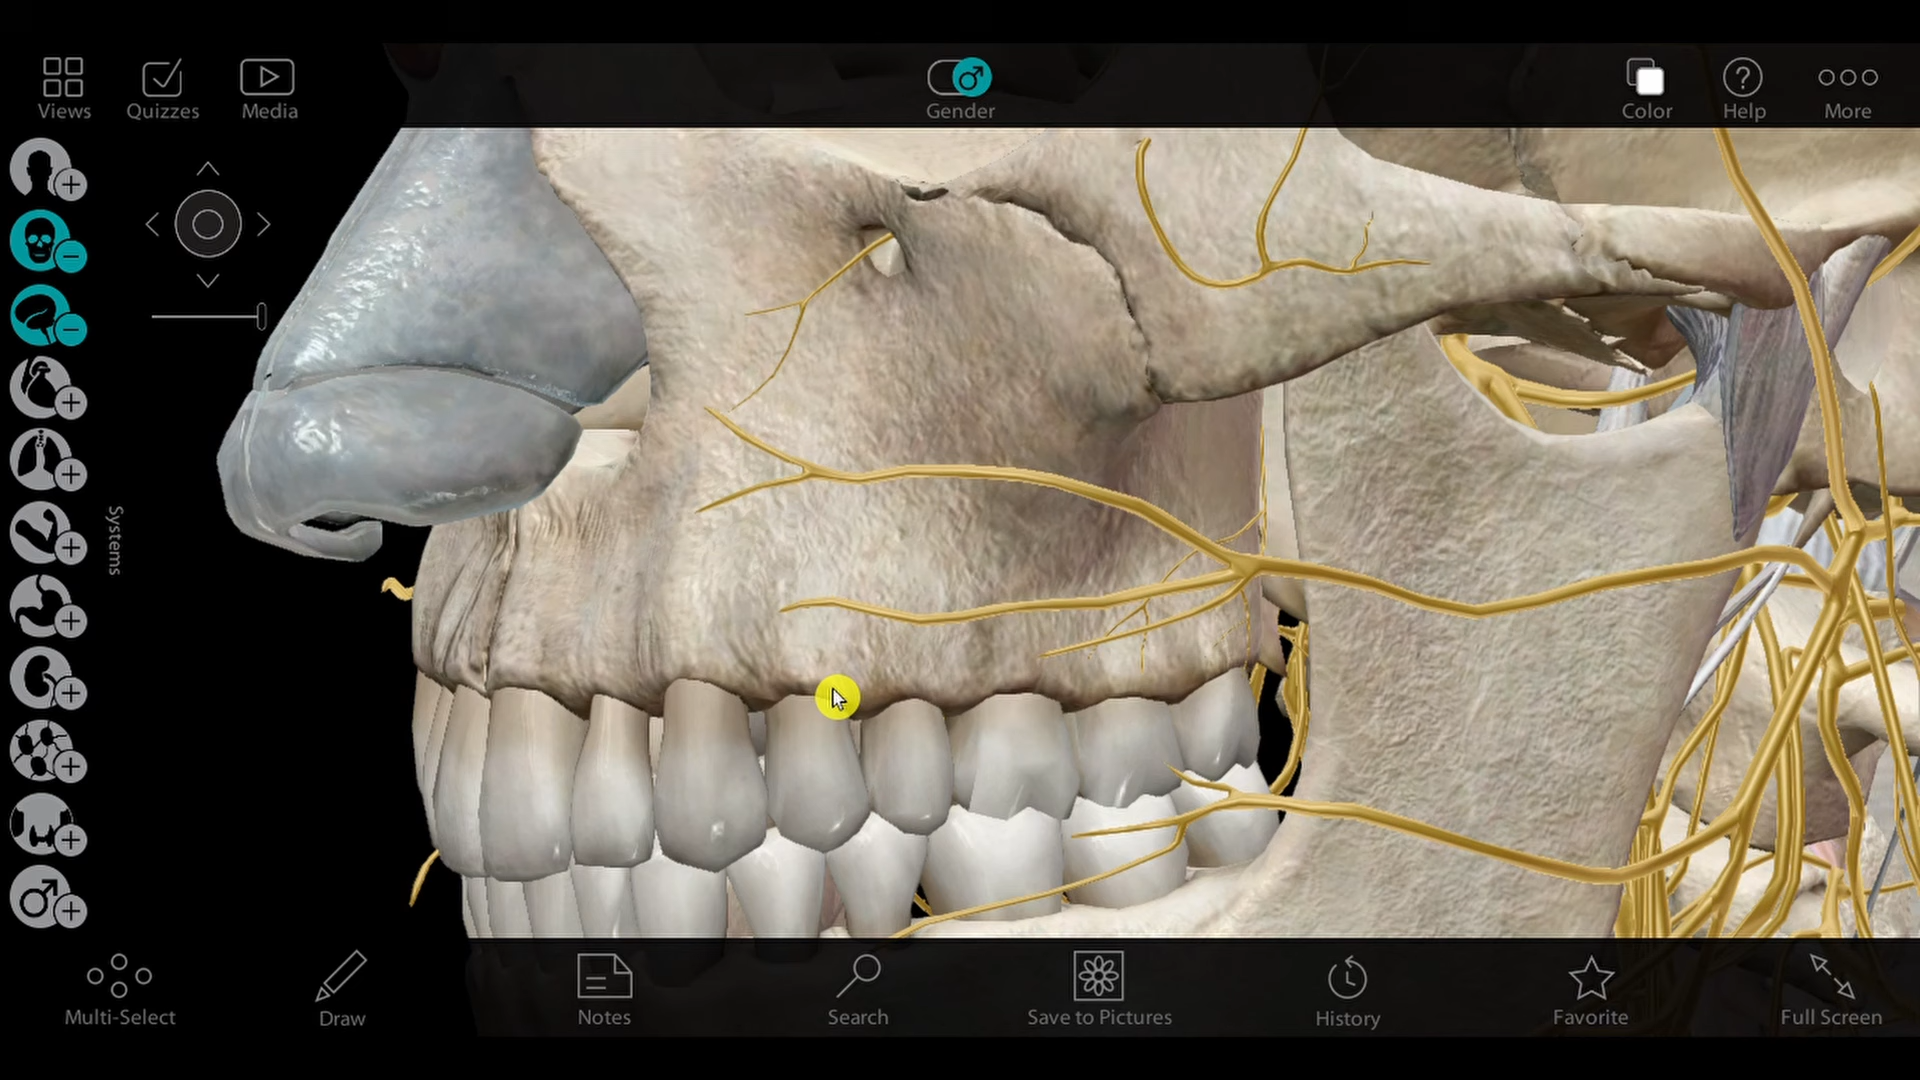 Views
Quizzes
Media
Gender
Color
Help
More
Systems
Multi-Select
Draw
Notes
Search
Save to Pictures
History
Favorite
Full Screen